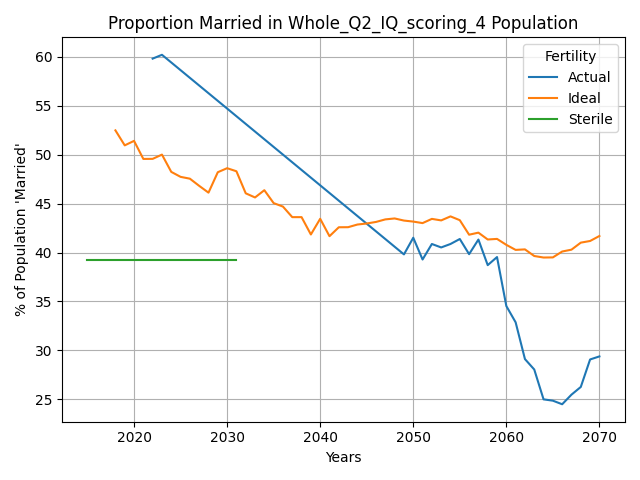 Proportion Married in Whole_Q2_IQ_scoring_4 Population
% of Population 'Married'
60
55
50
45
40
35
30
25
Fertility
Actual
Ideal
Sterile
2020 2030 2040 2050 2060 2070
Years